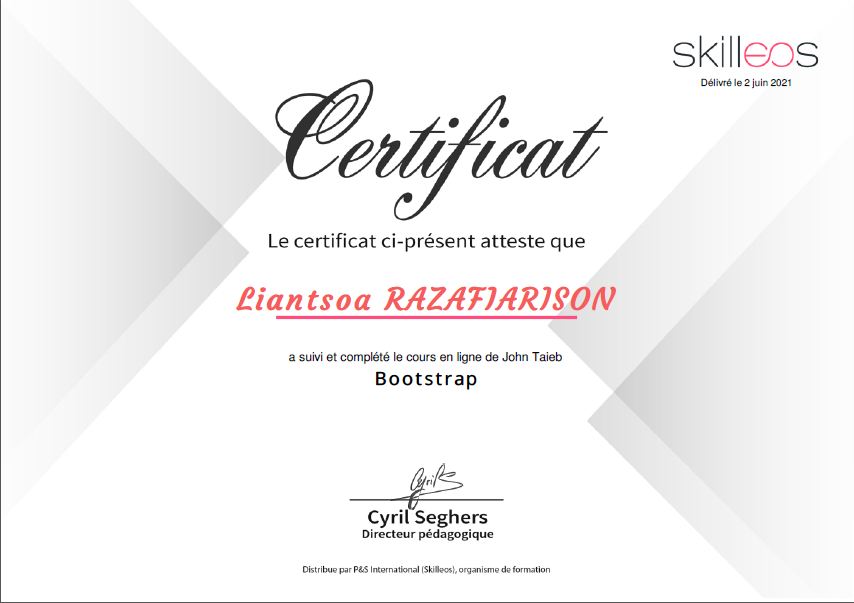 skilleos
Délivré le 2 juin 2021
Certificat
Le certificat ci-présent atteste que
Liantsoa RAZAFIARISON
a suivi et complété le cours en ligne de John Taieb
Bootstrap
Cyril S
Cyril Seghers
Directeur pédagogique
Distribue par P&S International (Skilleos), organisme de formation